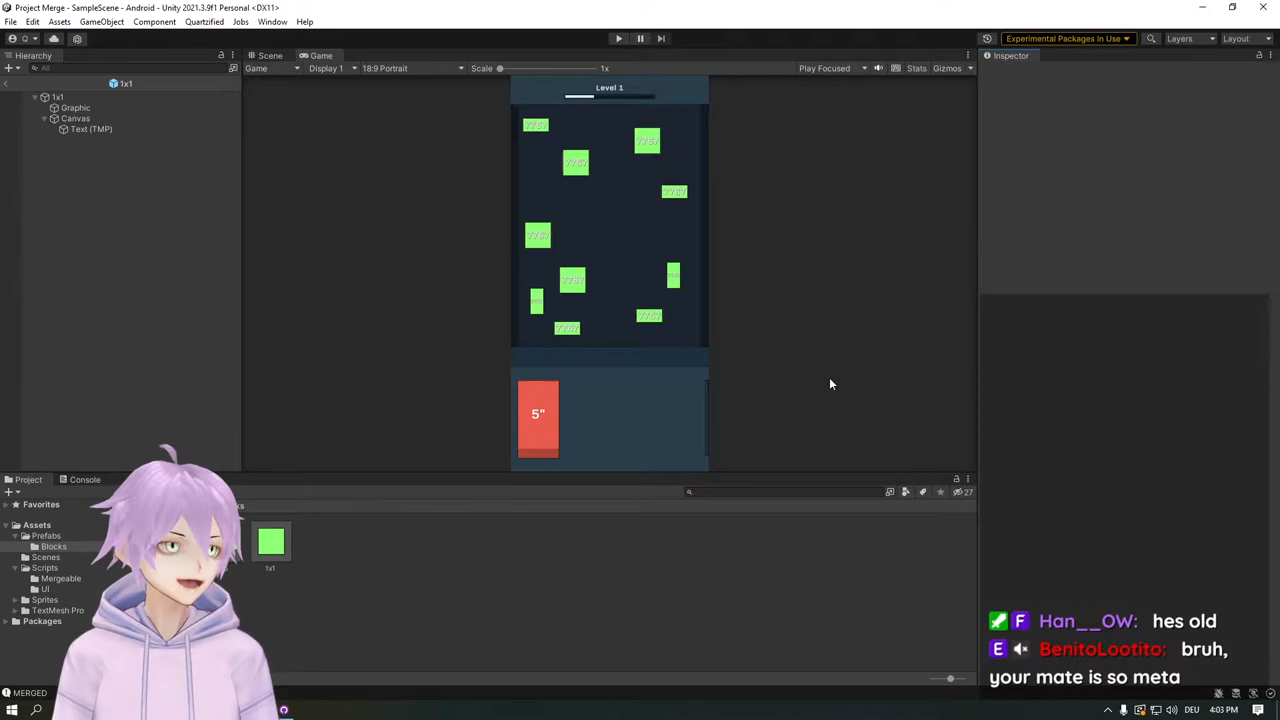 Project Merge - SampleScene - Android - Unity 2021.3.9f1 Personal <DX11>
File Edit Assets GameObject Component Quartzified Jobs Window Help
Q
Experimental Packages In Use
Layers
Layout
Hierarchy
Scene
Game
Inspector
All
Game
Display 1
18:9 Portrait
Scale
1x
Play Focused
Stats
Gizmos
1x1
1x1
Graphic
Canvas
Text (TMP)
Level 1
5"
Project
Console
27
Favorites
Assets
Prefabs
Blocks
Scenes
Scripts
Mergeable
UI
Sprites
TextMesh Pro
Packages
1x1
Han__OW: hes old
BenitoLootito: bruh,
your mate is so meta
MERGED
DEU
4:03 PM